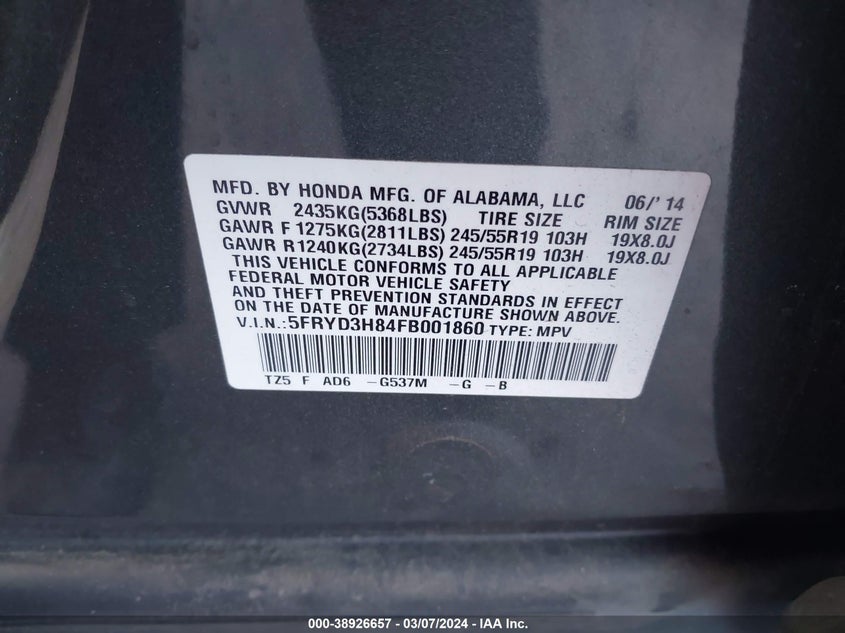 MFD. BY HONDA MFG. OF ALABAMA, LLC 06/' 14
GVWR 2435KG(5368LBS) TIRE SIZE RIM SIZE
GAWR F 1275KG(2811LBS) 245/55R19 103H 19X8.0J
GAWR R1240KG(2734LBS) 245/55R19 103H 19X8.0J
THIS VEHICLE CONFORMS TO ALL APPLICABLE
FEDERAL MOTOR VEHICLE SAFETY
AND THEFT PREVENTION STANDARDS IN EFFECT
ON THE DATE OF MANUFACTURE SHOWN ABOVE.
V.I.N.:5FRYD3H84FB001860 TYPE: MPV
TZ5 F AD6 -G537M -G -B
000-38926657 - 03/07/2024 - IAA Inc.